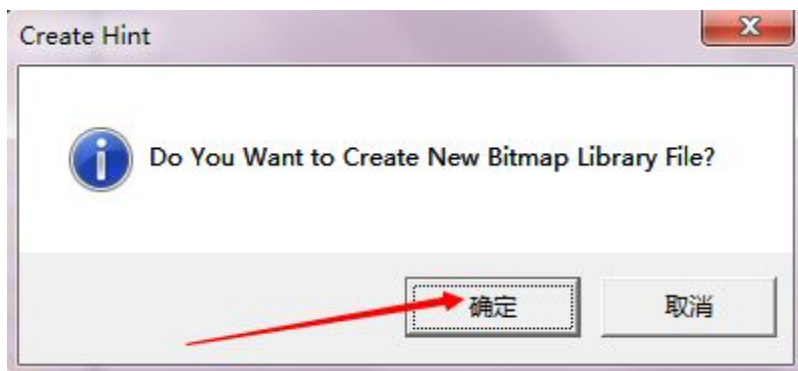 Create Hint
Do You Want to Create New Bitmap Library File?
确定
取消